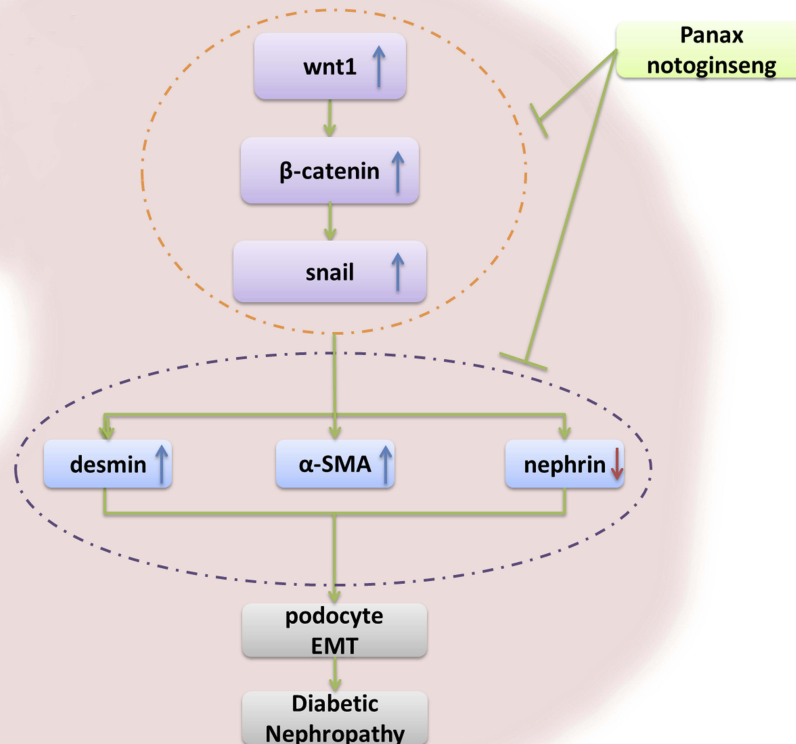 wnt1
Panax
notoginseng
β-catenin
snail
desmin
α-SMA
nephrin
podocyte
EMT
Diabetic
Nephropathy